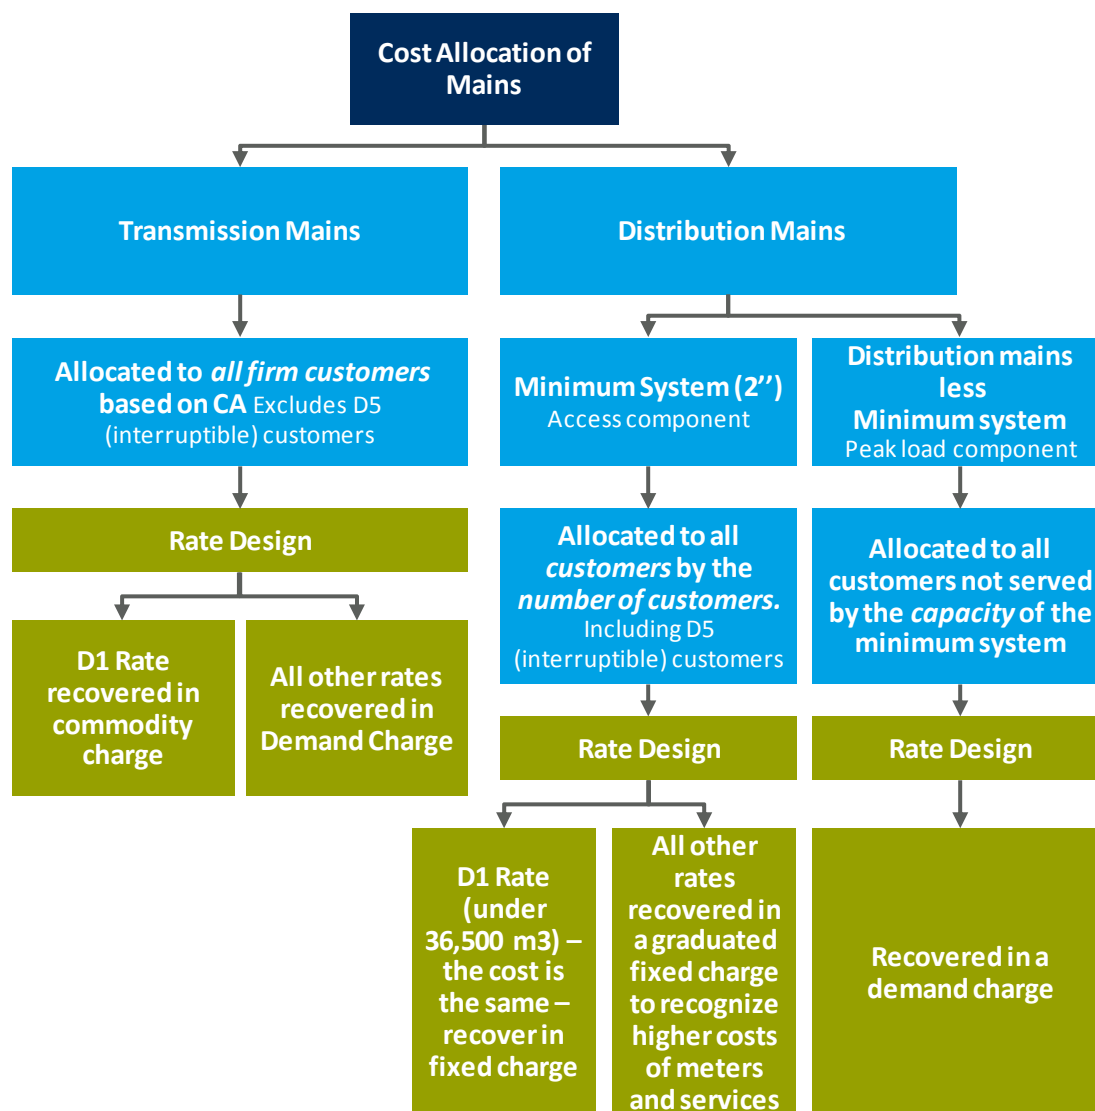 Cost Allocation of
Mains
Transmission Mains
Distribution Mains
Allocated to all firm customers
based on CA Excludes D5
(interruptible) customers
Minimum System (2’’)
Access component
Distribution mains
less
Minimum system
Peak load component
Rate Design
Allocated to all
customers by the
number of customers.
Including D5
(interruptible) customers
Allocated to all
customers not served
by the capacity of the
minimum system
D1 Rate
recovered in
commodity
charge
All other rates
recovered in
Demand Charge
Rate Design
Rate Design
D1 Rate
(under
36,500 m3) –
the cost is
the same –
recover in
fixed charge
All other
rates
recovered in
a graduated
fixed charge
to recognize
higher costs
of meters
and services
Recovered in a
demand charge